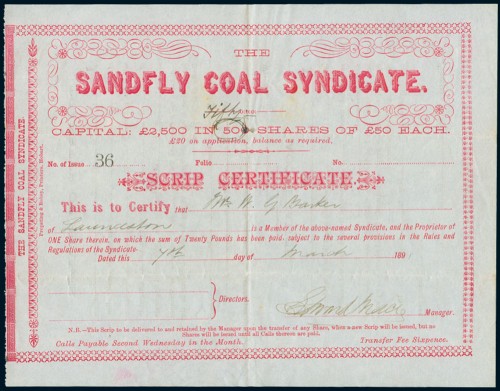 THE
SANDFLY COAL SYNDICATE.
Fifty
CAPITAL: £2,500 IN 500 SHARES OF £50 EACH.
£20 on application, balance as required.
No. of Issue 36 Folio No.
SCRIP CERTIFICATE
This is to Certify that Mr W. G. Barker
of Launceston is a Member of the above-named Syndicate, and the Proprietor of
ONE Share therein, on which the sum of Twenty Pounds has been paid, subject to the several provisions in the Rules and
Regulations of the Syndicate.
Dated this 7th day of March 189
Directors.
Edward Manager.
N.B.—This Scrip to be delivered to and retained by the Manager upon the transfer of any Share, when a new Scrip will be issued, but no
Shares will be issued until all Calls thereon are paid.
Calls Payable Second Wednesday in the Month. Transfer Fee Sixpence.
THE SANDFLY COAL SYNDICATE.